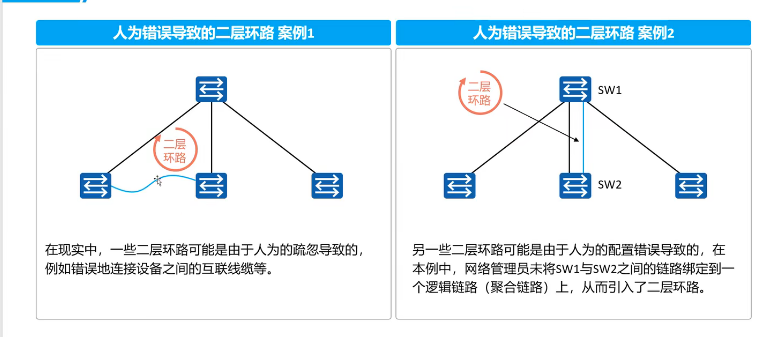 人为错误导致的二层环路 案例1
二层
环路
在现实中，一些二层环路可能是由于人为的疏忽导致的，
例如错误地连接设备之间的互联线缆等。
人为错误导致的二层环路 案例2
二层
环路
SW1
SW2
另一些二层环路可能是由于人为的配置错误导致的，在
本例中，网络管理员未将SW1与SW2之间的链路绑定到一
个逻辑链路（聚合链路）上，从而引入了二层环路。